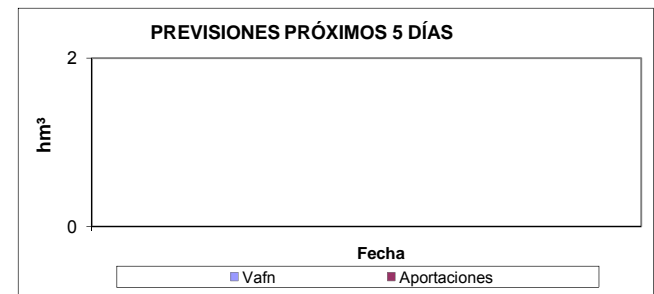 PREVISIONES PRÓXIMOS 5 DÍAS
2
hm³
0
Fecha
Vafn Aportaciones